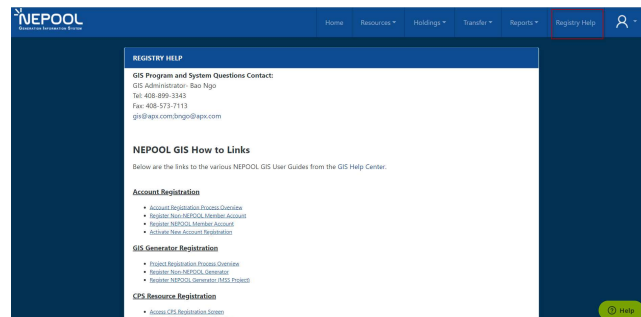 NEPOOL
GENERATION INFORMATION SYSTEM
Home Resources Holdings Transfer Reports Registry Help
REGISTRY HELP
GIS Program and System Questions Contact:
GIS Administrator- Bao Ngo
Tel: 408-899-3343
Fax: 408-573-7113
gis@apx.com;bngo@apx.com
NEPOOL GIS How to Links
Below are the links to the various NEPOOL GIS User Guides from the GIS Help Center.
Account Registration
Account Registration Process Overview
Register Non-NEPOOL Member Account
Register NEPOOL Member Account
Activate New Account Registration
GIS Generator Registration
Project Registration Process Overview
Register Non-NEPOOL Generator
Register NEPOOL Generator (MSS Project)
CPS Resource Registration
Access CPS Registration Screen
Help